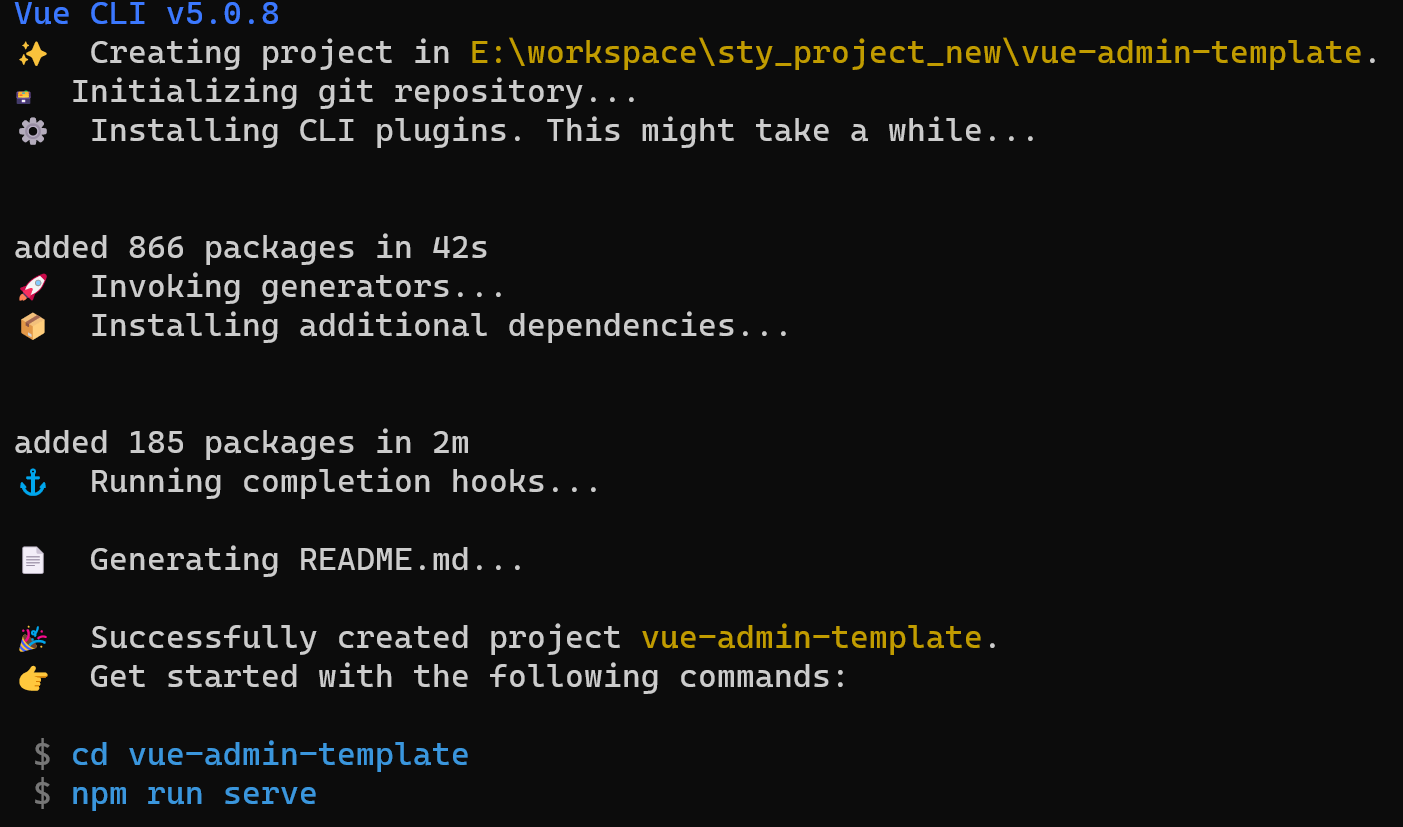 Vue CLI v5.0.8
✨  Creating project in E:\workspace\sty_project_new\vue-admin-template.
🗃  Initializing git repository...
⚙️  Installing CLI plugins. This might take a while...
added 866 packages in 42s
🚀  Invoking generators...
📦  Installing additional dependencies...
added 185 packages in 2m
⚓  Running completion hooks...
📄  Generating README.md...
🎉  Successfully created project vue-admin-template.
👉  Get started with the following commands:
$ cd vue-admin-template
$ npm run serve